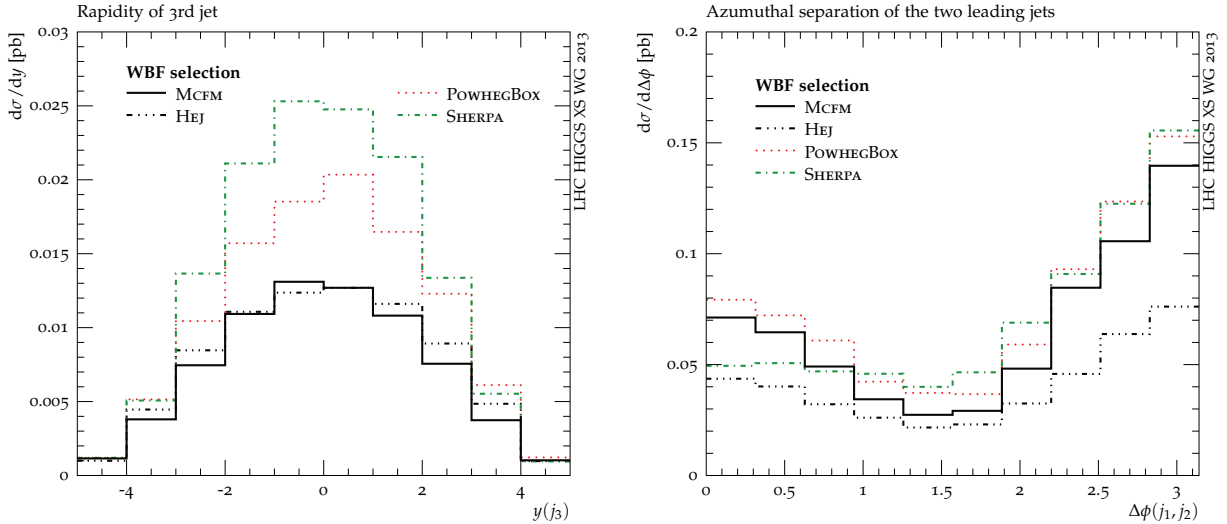 Rapidity of 3rd jet
dσ/dy [pb]
0.03
0.025
0.02
0.015
0.01
0.005
0
WBF selection
MCFM
HEJ
POWHEGBOX
SHERPA
LHC HIGGS XS WG 2013
-4 -2 0 2 4
y(j3)
Azumuthal separation of the two leading jets
dσ/dΔϕ [pb]
0.2
0.15
0.1
0.05
0
WBF selection
MCFM
HEJ
POWHEGBOX
SHERPA
LHC HIGGS XS WG 2013
0 0.5 1 1.5 2 2.5 3
Δϕ(j1, j2)